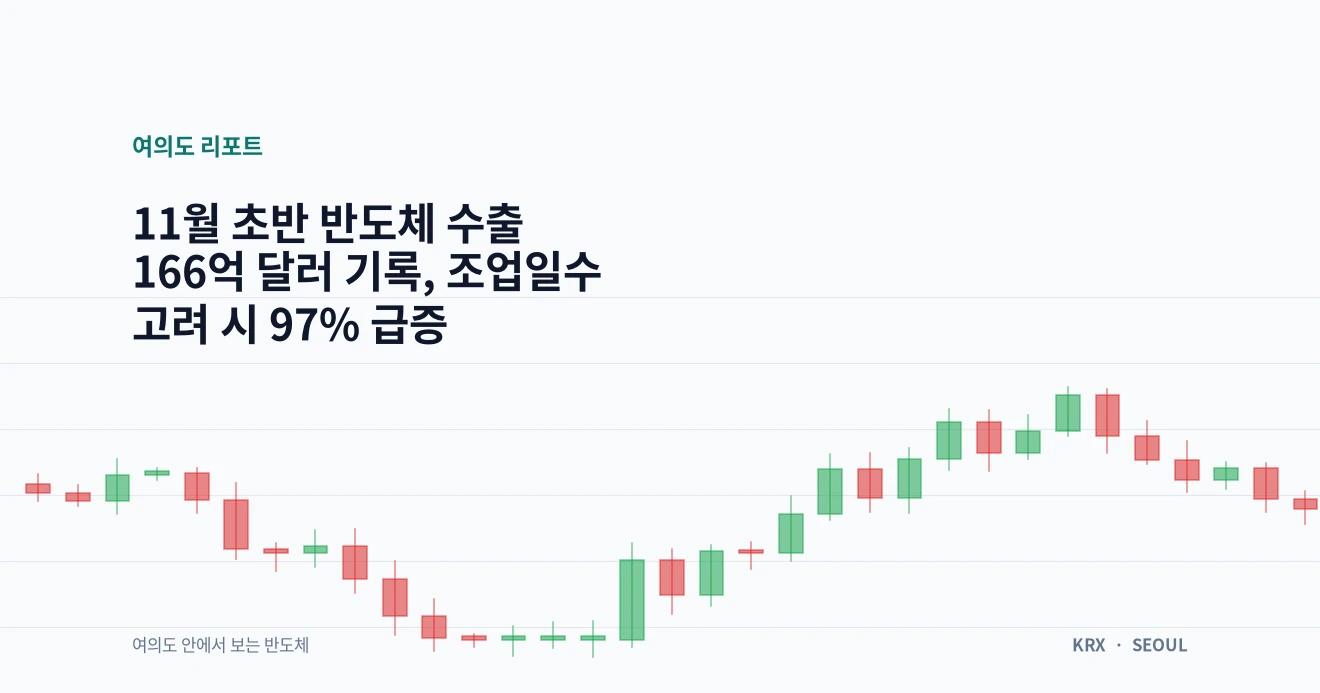 여의도 리포트
11월 초반 반도체 수출
166억 달러 기록, 조업일수
고려 시 97% 급증
여의도 안에서 보는 반도체
KRX · SEOUL